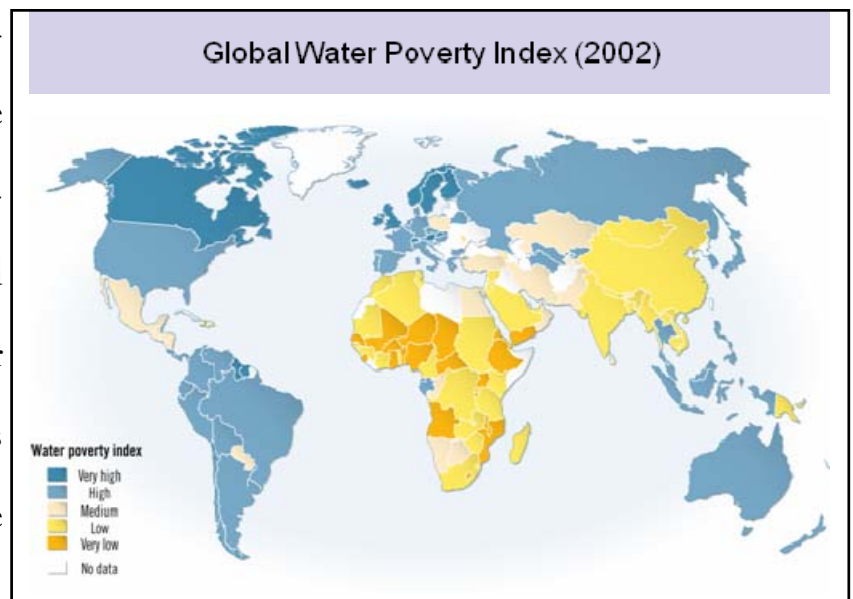 Global Water Poverty Index (2002)
Water poverty index
Very high
High
Medium
Low
Very low
No data